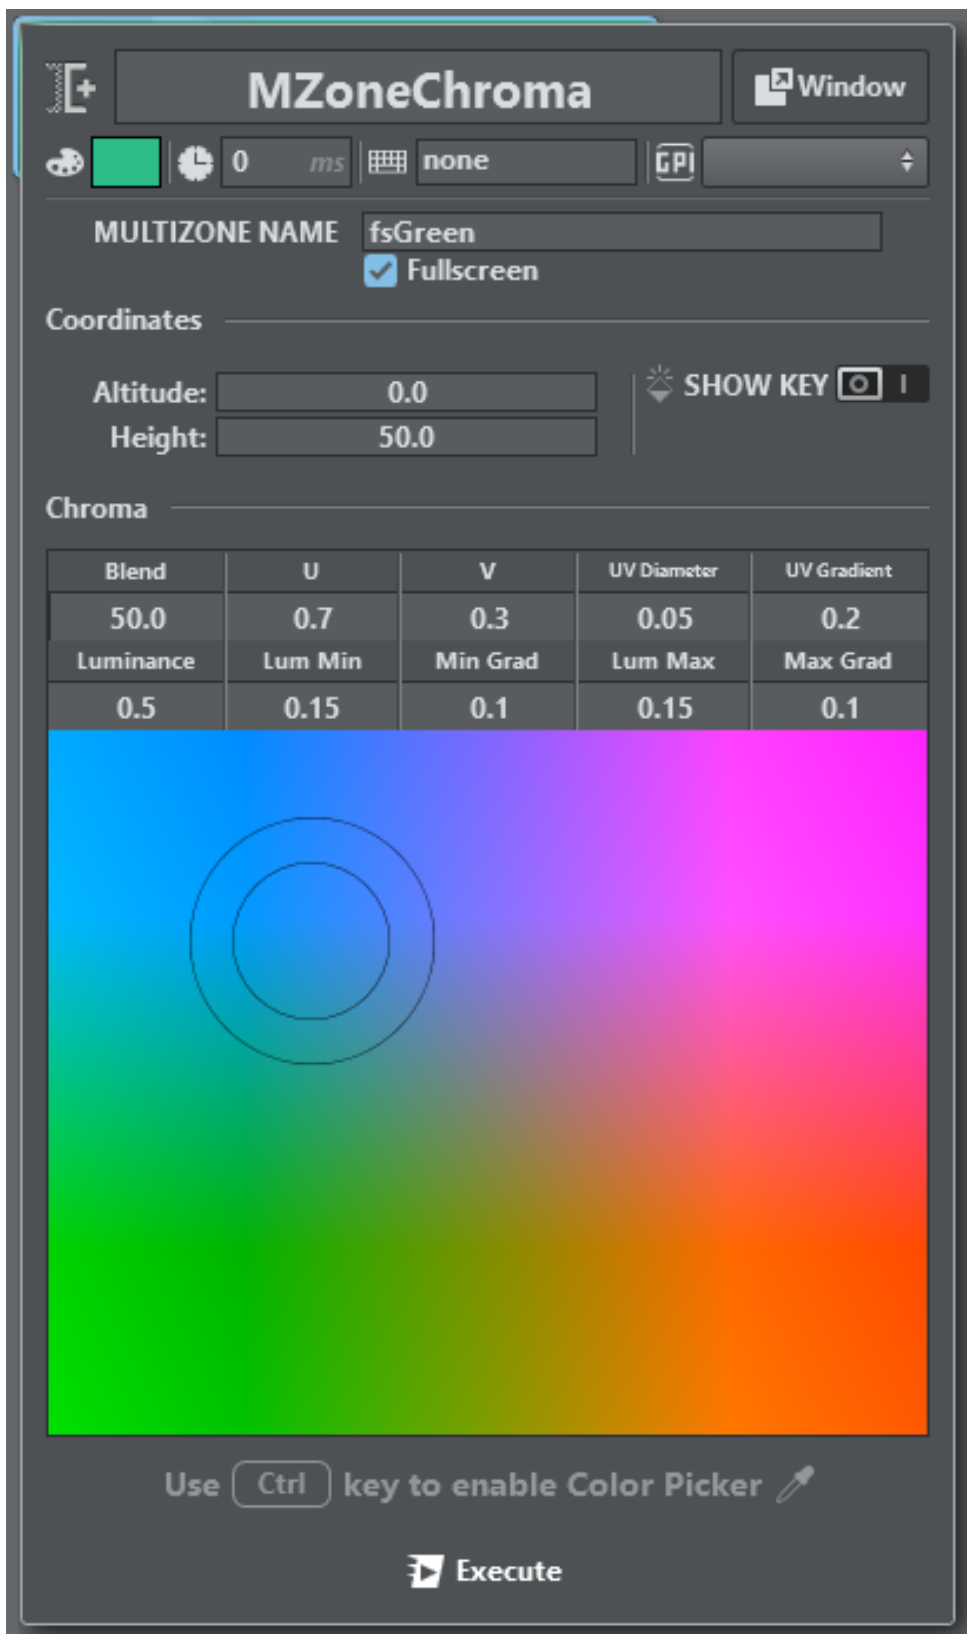 MZoneChroma
Window
0 ms none GPI
MULTIZONE NAME fsGreen
Fullscreen
Coordinates
Altitude: 0.0 SHOW KEY O I
Height: 50.0
Chroma
Blend U V UV Diameter UV Gradient
50.0 0.7 0.3 0.05 0.2
Luminance Lum Min Min Grad Lum Max Max Grad
0.5 0.15 0.1 0.15 0.1
Use Ctrl key to enable Color Picker
Execute